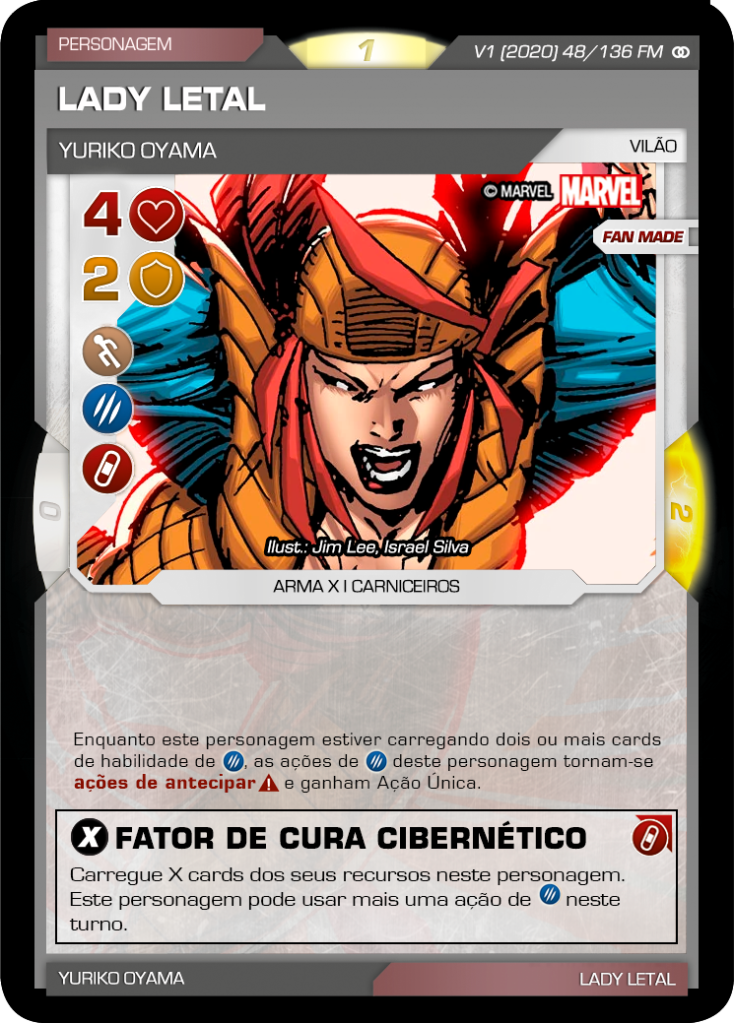 PERSONAGEM
1
V1 (2020) 48/136 FM
LADY LETAL
YURIKO OYAMA
VILÃO
© MARVEL MARVEL
4
FAN MADE
2
0
2
Ilust.: Jim Lee, Israel Silva
ARMA X | CARNICEIROS
Enquanto este personagem estiver carregando dois ou mais cards
de habilidade de , as ações de deste personagem tornam-se
ações de antecipar e ganham Ação Única.
X FATOR DE CURA CIBERNÉTICO
Carregue X cards dos seus recursos neste personagem.
Este personagem pode usar mais uma ação de neste
turno.
YURIKO OYAMA
LADY LETAL